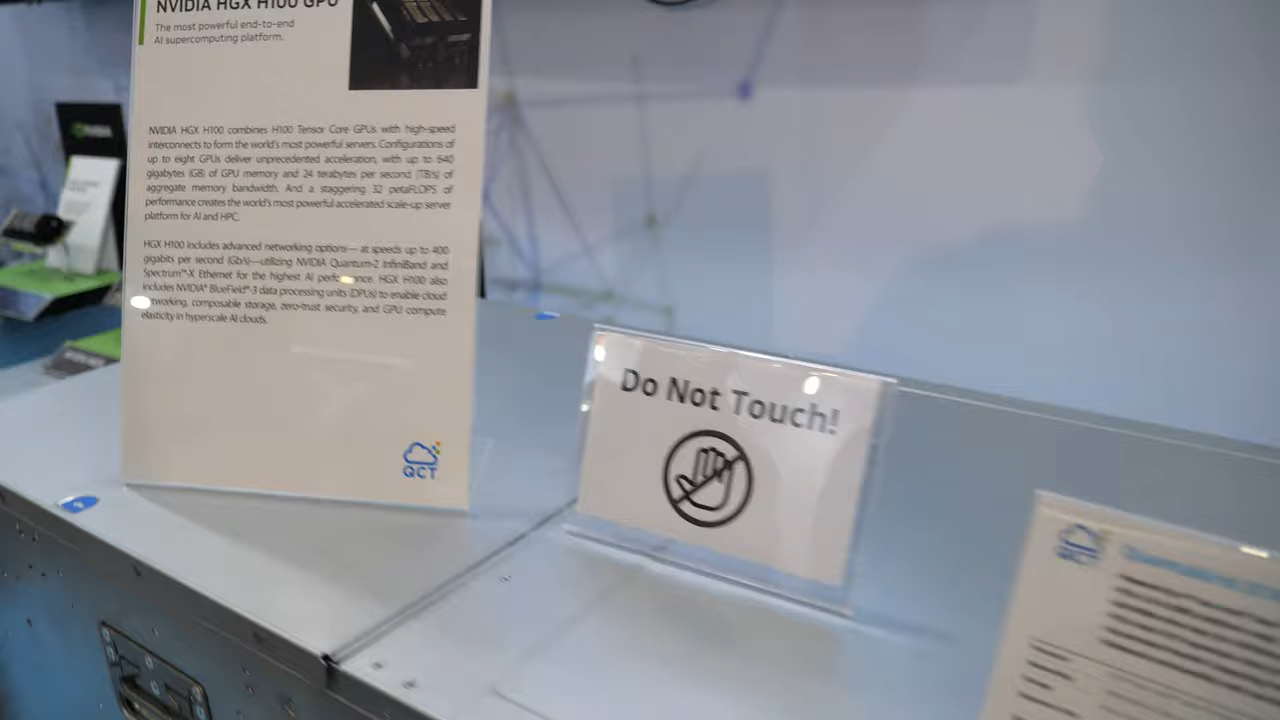 NVIDIA HGX H100 GPU
The most powerful end-to-end
AI supercomputing platform.
NVIDIA HGX H100 combines H100 Tensor Core GPUs with high-speed
interconnects to form the world's most powerful servers. Configurations of
up to eight GPUs deliver unprecedented acceleration, with up to 640
gigabytes (GB) of GPU memory and 24 terabytes per second (TB/s) of
aggregate memory bandwidth. And a staggering 32 petaFLOPS of
performance creates the world's most powerful accelerated scale-up server
platform for AI and HPC.
HGX H100 includes advanced networking options— at speeds up to 400
gigabits per second (Gb/s)—utilizing NVIDIA Quantum-2 InfiniBand and
Spectrum™-X Ethernet for the highest AI performance. HGX H100 also
includes NVIDIA® BlueField®-3 data processing units (DPUs) to enable cloud
networking, composable storage, zero-trust security, and GPU compute
elasticity in hyperscale AI clouds.
QCT
NVIDIA
Do Not Touch!
QCT